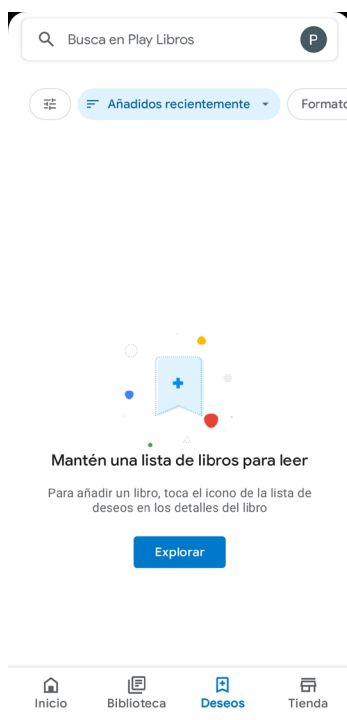 Busca en Play Libros
P
Añadidos recientemente
Formato
Mantén una lista de libros para leer
Para añadir un libro, toca el icono de la lista de
deseos en los detalles del libro
Explorar
Inicio
Biblioteca
Deseos
Tienda